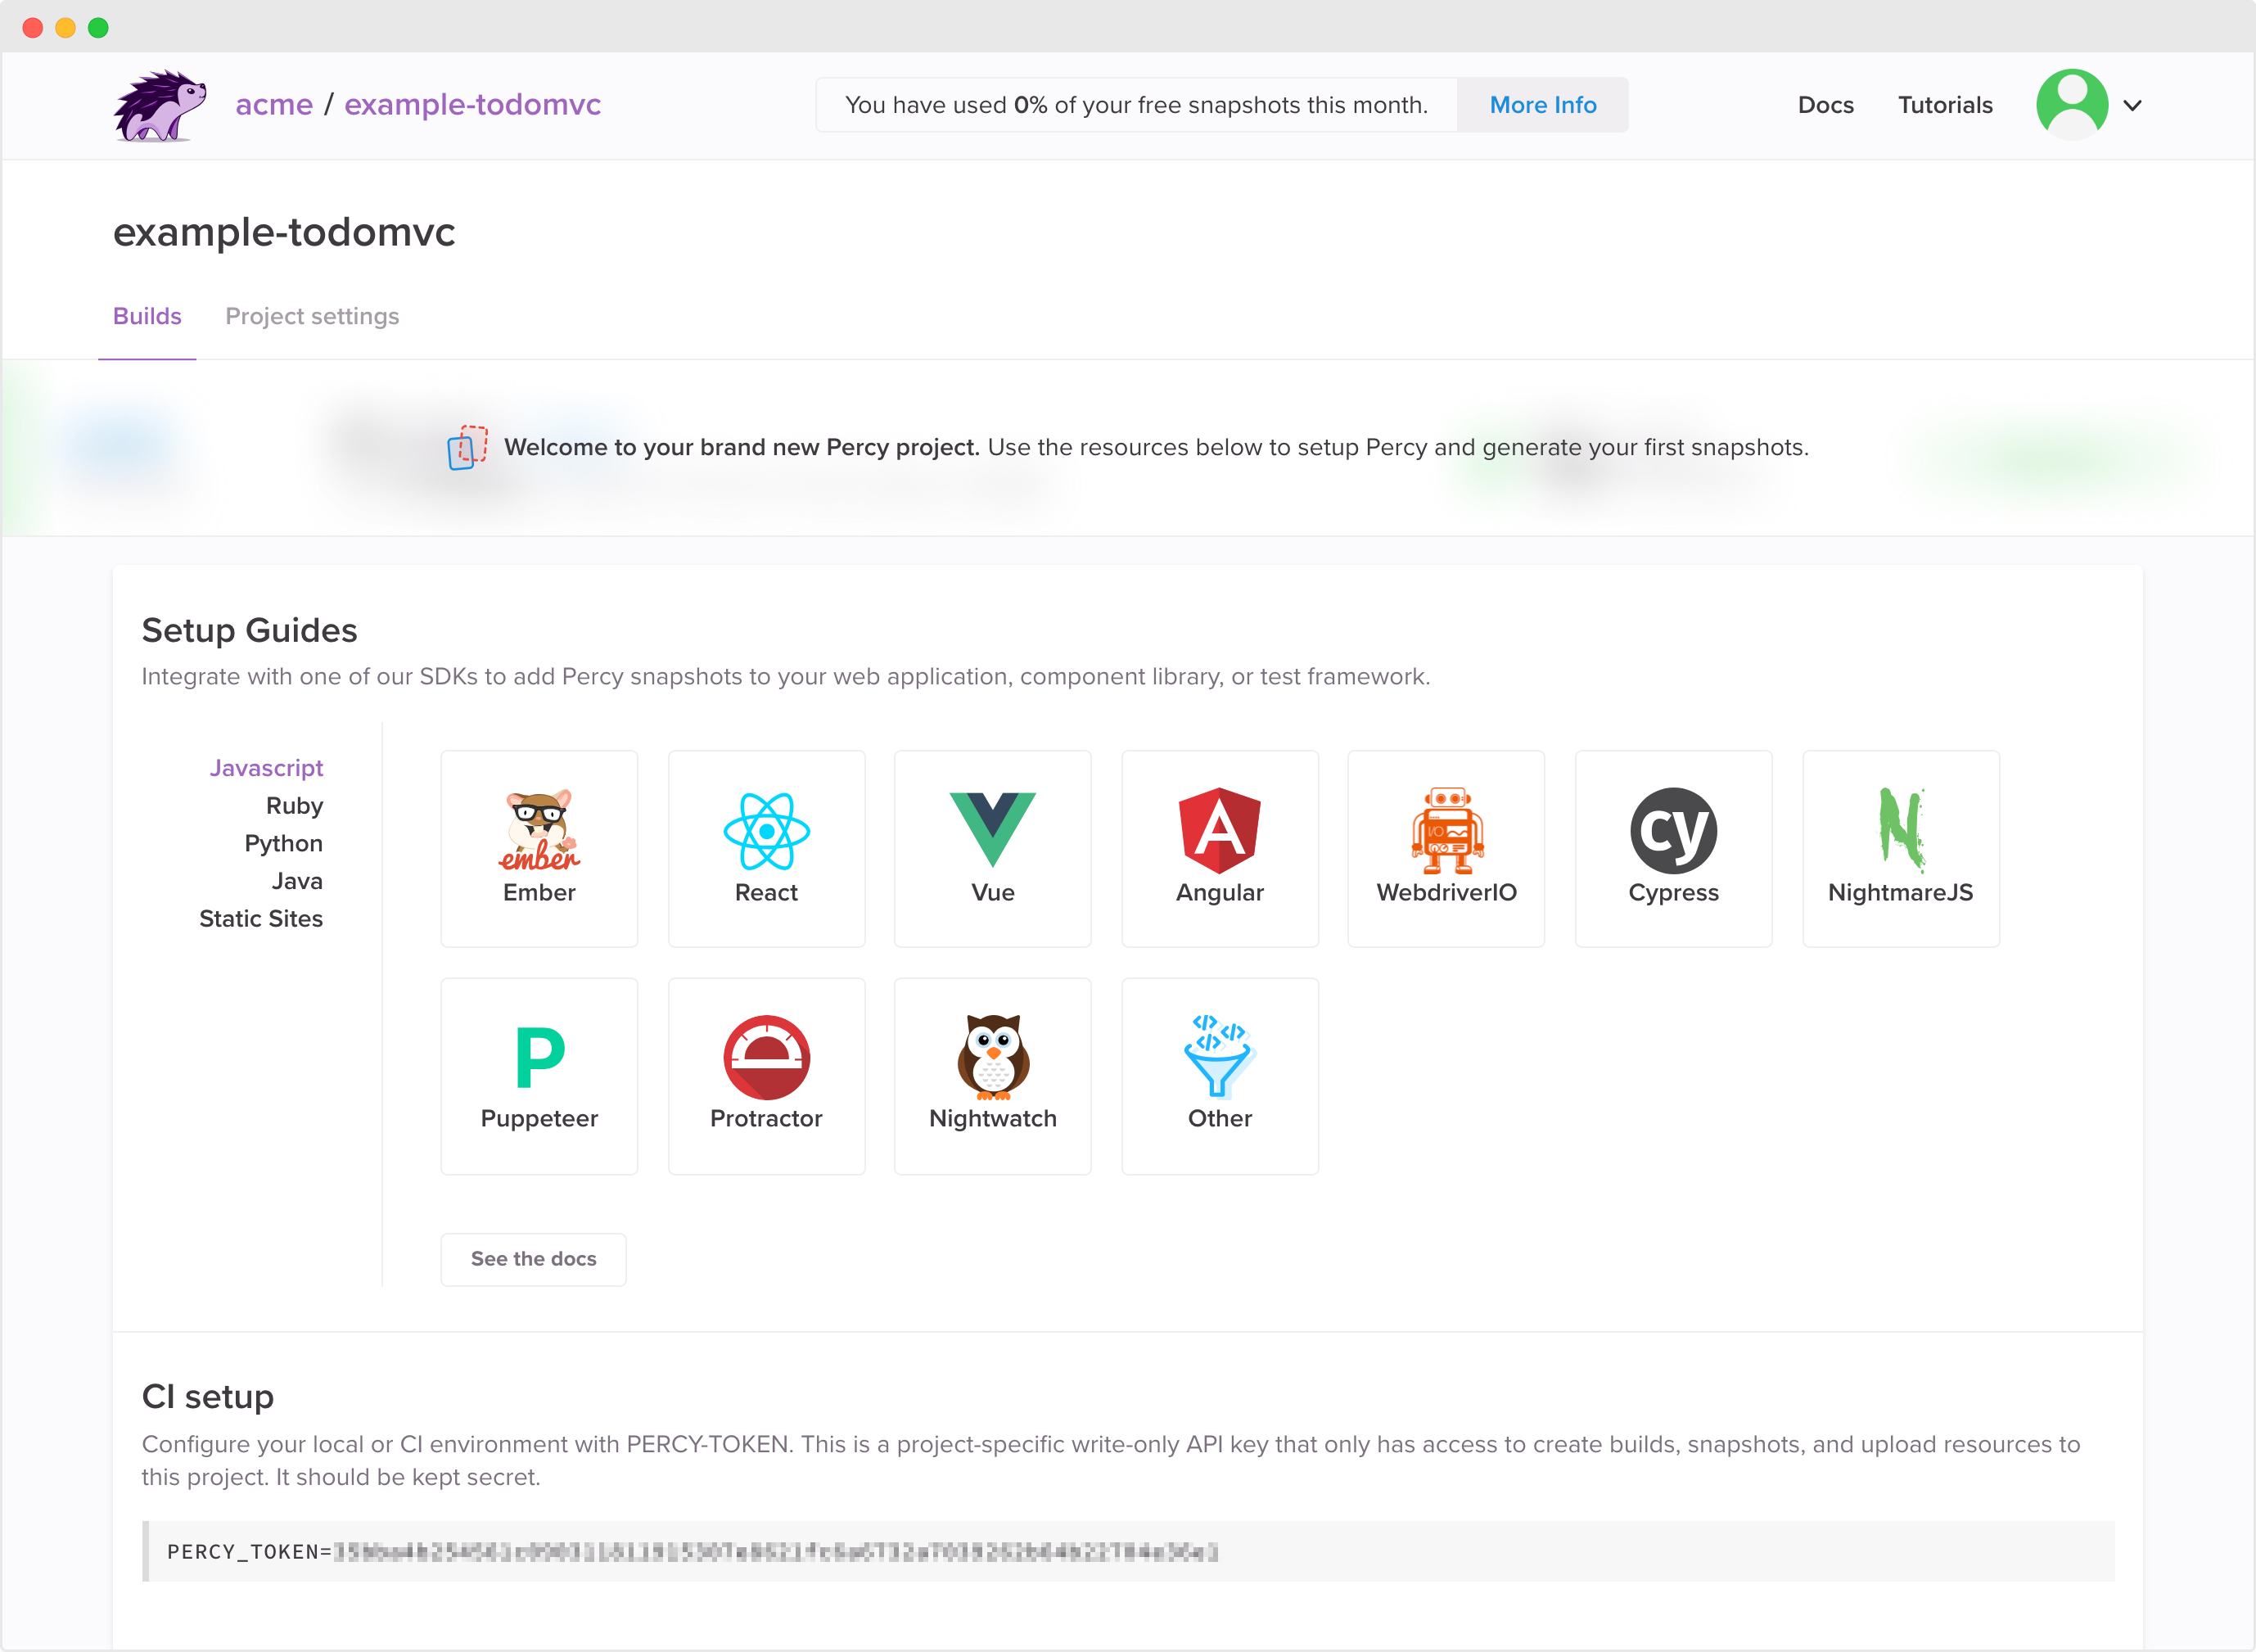 acme / example-todomvc
You have used 0% of your free snapshots this month.
More Info
Docs
Tutorials
example-todomvc
Builds
Project settings
Welcome to your brand new Percy project. Use the resources below to setup Percy and generate your first snapshots.
Setup Guides
Integrate with one of our SDKs to add Percy snapshots to your web application, component library, or test framework.
Javascript
Ruby
Python
Java
Static Sites
ember
Ember
React
Vue
A
Angular
I/O
WebdriverIO
cy
Cypress
N
NightmareJS
P
Puppeteer
Protractor
Nightwatch
</> </> </>
Other
See the docs
CI setup
Configure your local or CI environment with PERCY-TOKEN. This is a project-specific write-only API key that only has access to create builds, snapshots, and upload resources to
this project. It should be kept secret.
PERCY_TOKEN=